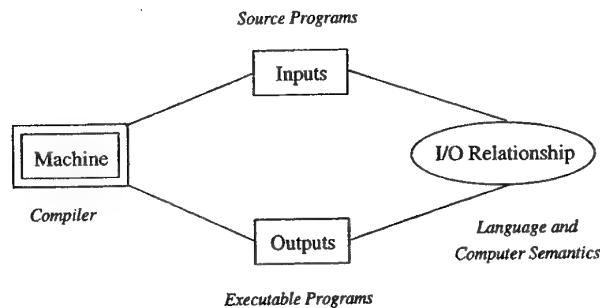 Source Programs
Inputs
Machine
I/O Relationship
Compiler
Language and
Computer Semantics
Outputs
Executable Programs